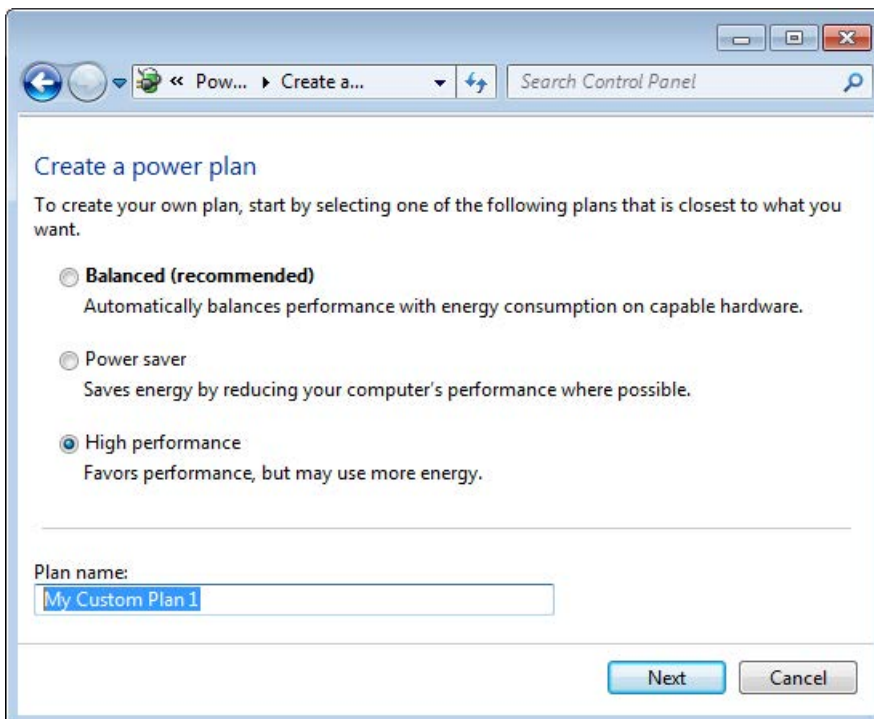 « Pow... ▸ Create a...
Search Control Panel
Create a power plan
To create your own plan, start by selecting one of the following plans that is closest to what you
want.
Balanced (recommended)
Automatically balances performance with energy consumption on capable hardware.
Power saver
Saves energy by reducing your computer's performance where possible.
High performance
Favors performance, but may use more energy.
Plan name:
My Custom Plan 1
Next
Cancel